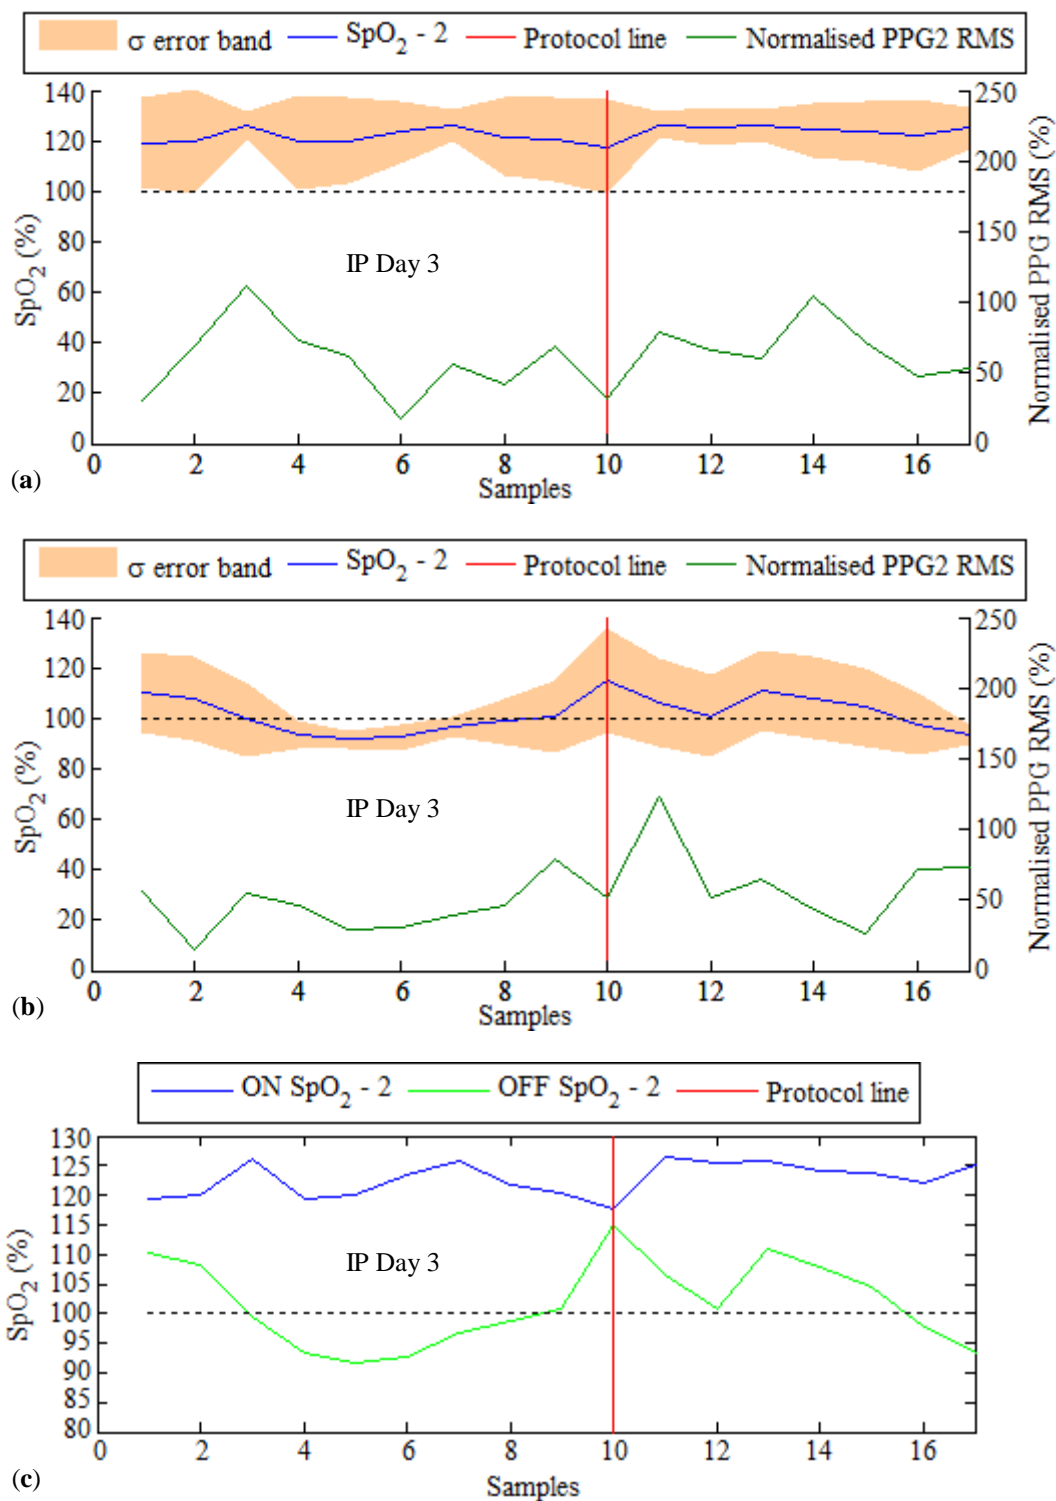 σ error band SpO2 - 2 Protocol line Normalised PPG2 RMS
140
120
100
80
60
40
20
0
250
200
150
100
50
0
SpO2 (%)
Normalised PPG RMS (%)
IP Day 3
0 2 4 6 8 10 12 14 16
Samples
(a)
σ error band SpO2 - 2 Protocol line Normalised PPG2 RMS
140
120
100
80
60
40
20
0
250
200
150
100
50
0
SpO2 (%)
Normalised PPG RMS (%)
IP Day 3
0 2 4 6 8 10 12 14 16
Samples
(b)
ON SpO2 - 2 OFF SpO2 - 2 Protocol line
130
125
120
115
110
105
100
95
90
85
80
SpO2 (%)
IP Day 3
0 2 4 6 8 10 12 14 16
Samples
(c)